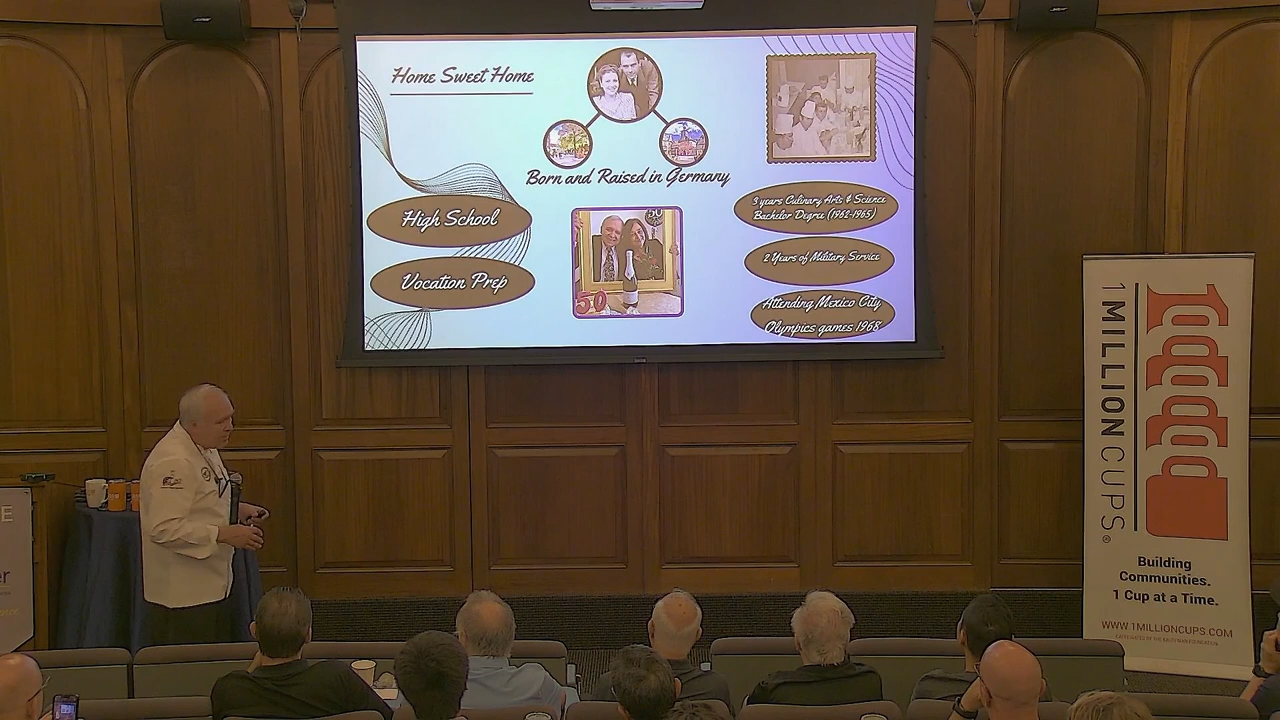 Home Sweet Home
Born and Raised in Germany
High School
Vocation Prep
50
50
3 years Culinary Arts & Science
Bachelor Degree (1962-1965)
2 Years of Military Service
Attending Mexico City
Olympics games 1968
1 MILLION CUPS®
Building
Communities.
1 Cup at a Time.
WWW.1MILLIONCUPS.COM
E
er